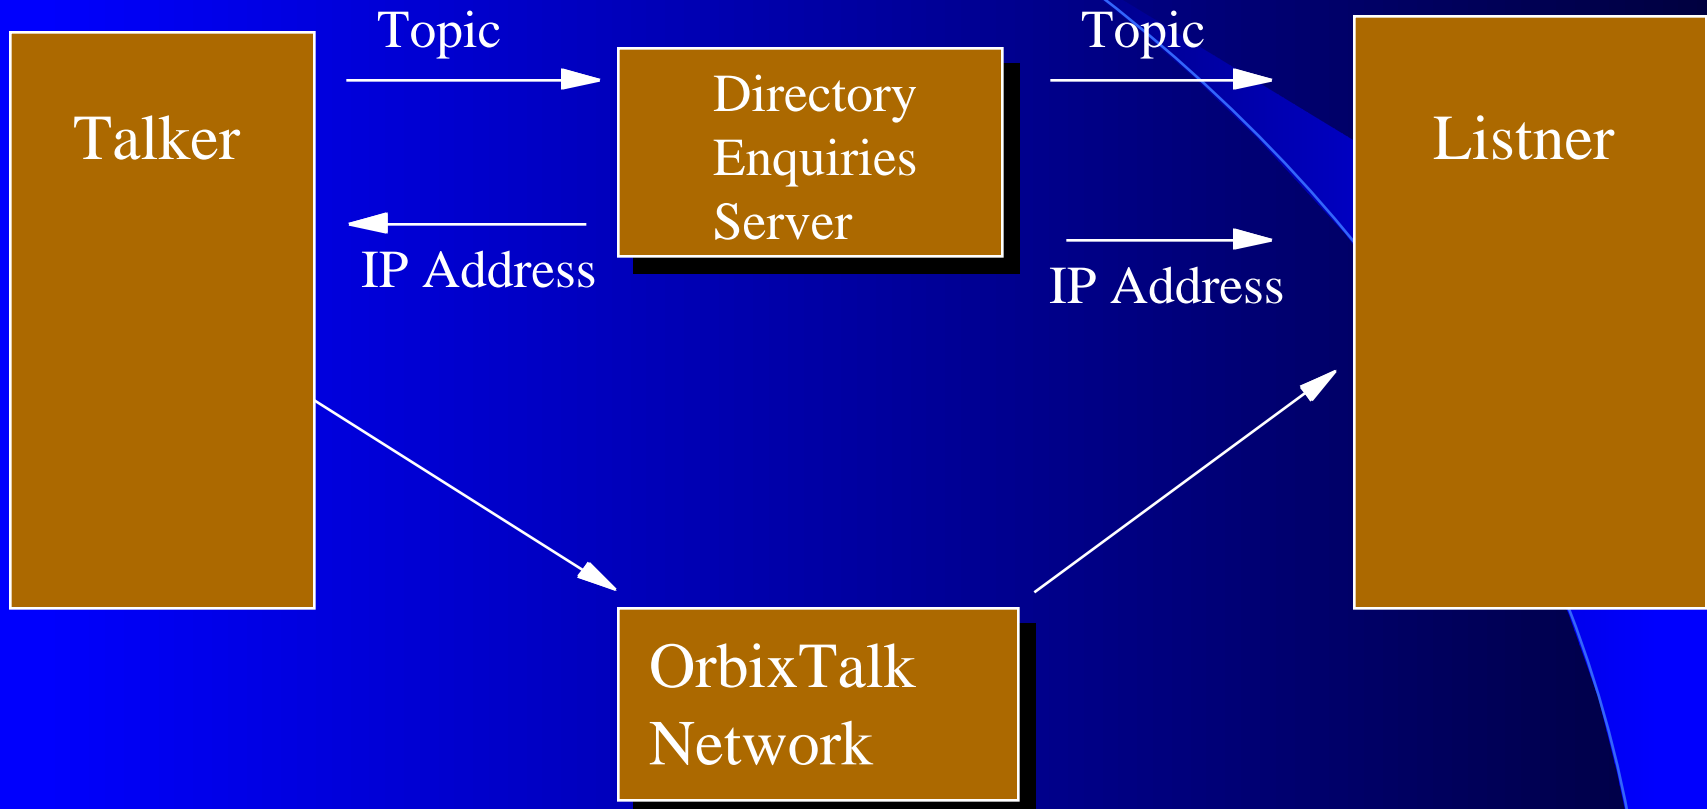 Topic
Topic
Talker
Directory
Enquiries
Server
Listner
IP Address
IP Address
OrbixTalk
Network